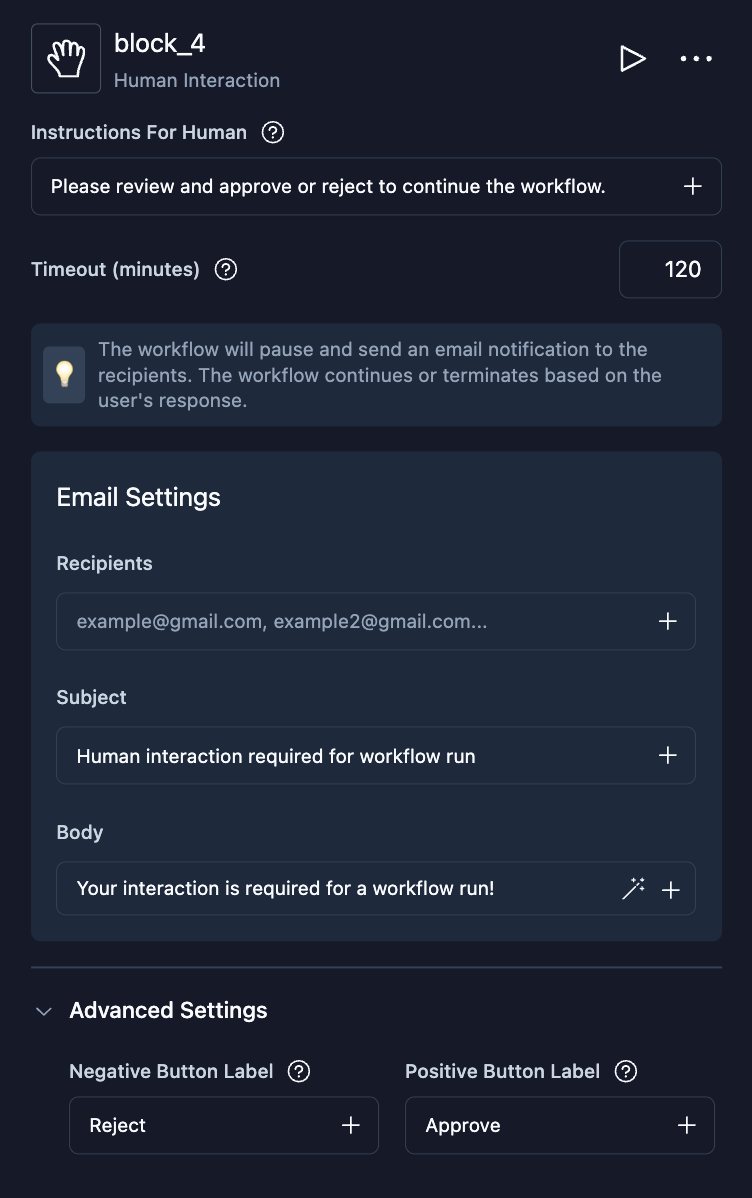 block_4
Human Interaction
Instructions For Human
Please review and approve or reject to continue the workflow.
Timeout (minutes)
120
The workflow will pause and send an email notification to the
recipients. The workflow continues or terminates based on the
user's response.
Email Settings
Recipients
example@gmail.com, example2@gmail.com...
Subject
Human interaction required for workflow run
Body
Your interaction is required for a workflow run!
Advanced Settings
Negative Button Label
Positive Button Label
Reject
Approve